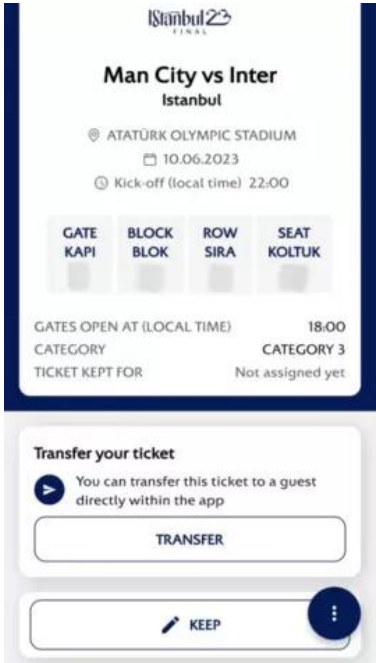 Istanbul 23
FINAL
Man City vs Inter
Istanbul
ATATÜRK OLYMPIC STADIUM
10.06.2023
Kick-off (local time) 22:00
GATE BLOCK ROW SEAT
KAPI BLOK SIRA KOLTUK
GATES OPEN AT (LOCAL TIME) 18:00
CATEGORY CATEGORY 3
TICKET KEPT FOR Not assigned yet
Transfer your ticket
You can transfer this ticket to a guest
directly within the app
TRANSFER
KEEP